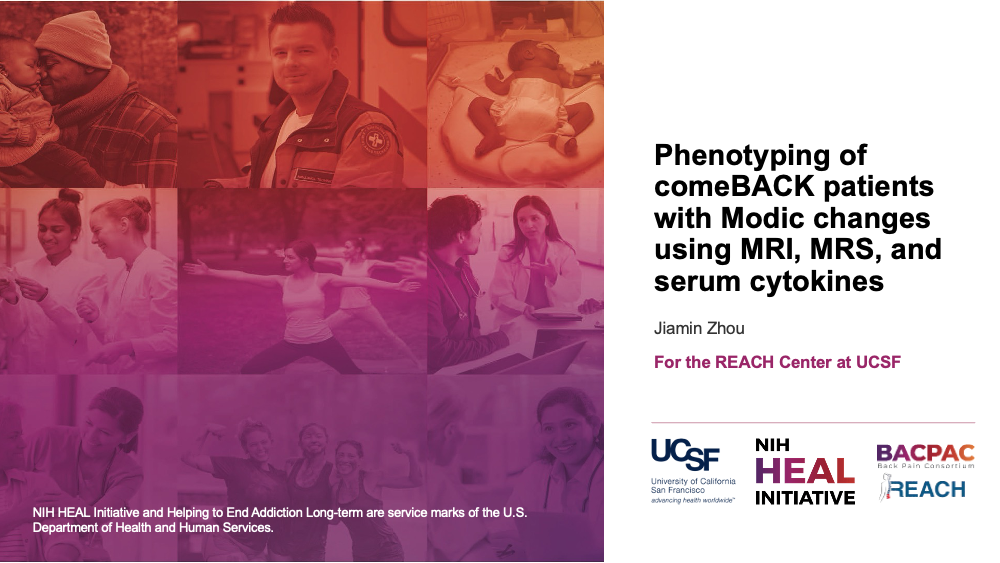 Phenotyping of
comeBACK patients
with Modic changes
using MRI, MRS, and
serum cytokines
Jiamin Zhou
For the REACH Center at UCSF
UCSF
University of California
San Francisco
advancing health worldwide™
NIH
HEAL
INITIATIVE
BACPAC
Back Pain Consortium
REACH
NIH HEAL Initiative and Helping to End Addiction Long-term are service marks of the U.S.
Department of Health and Human Services.